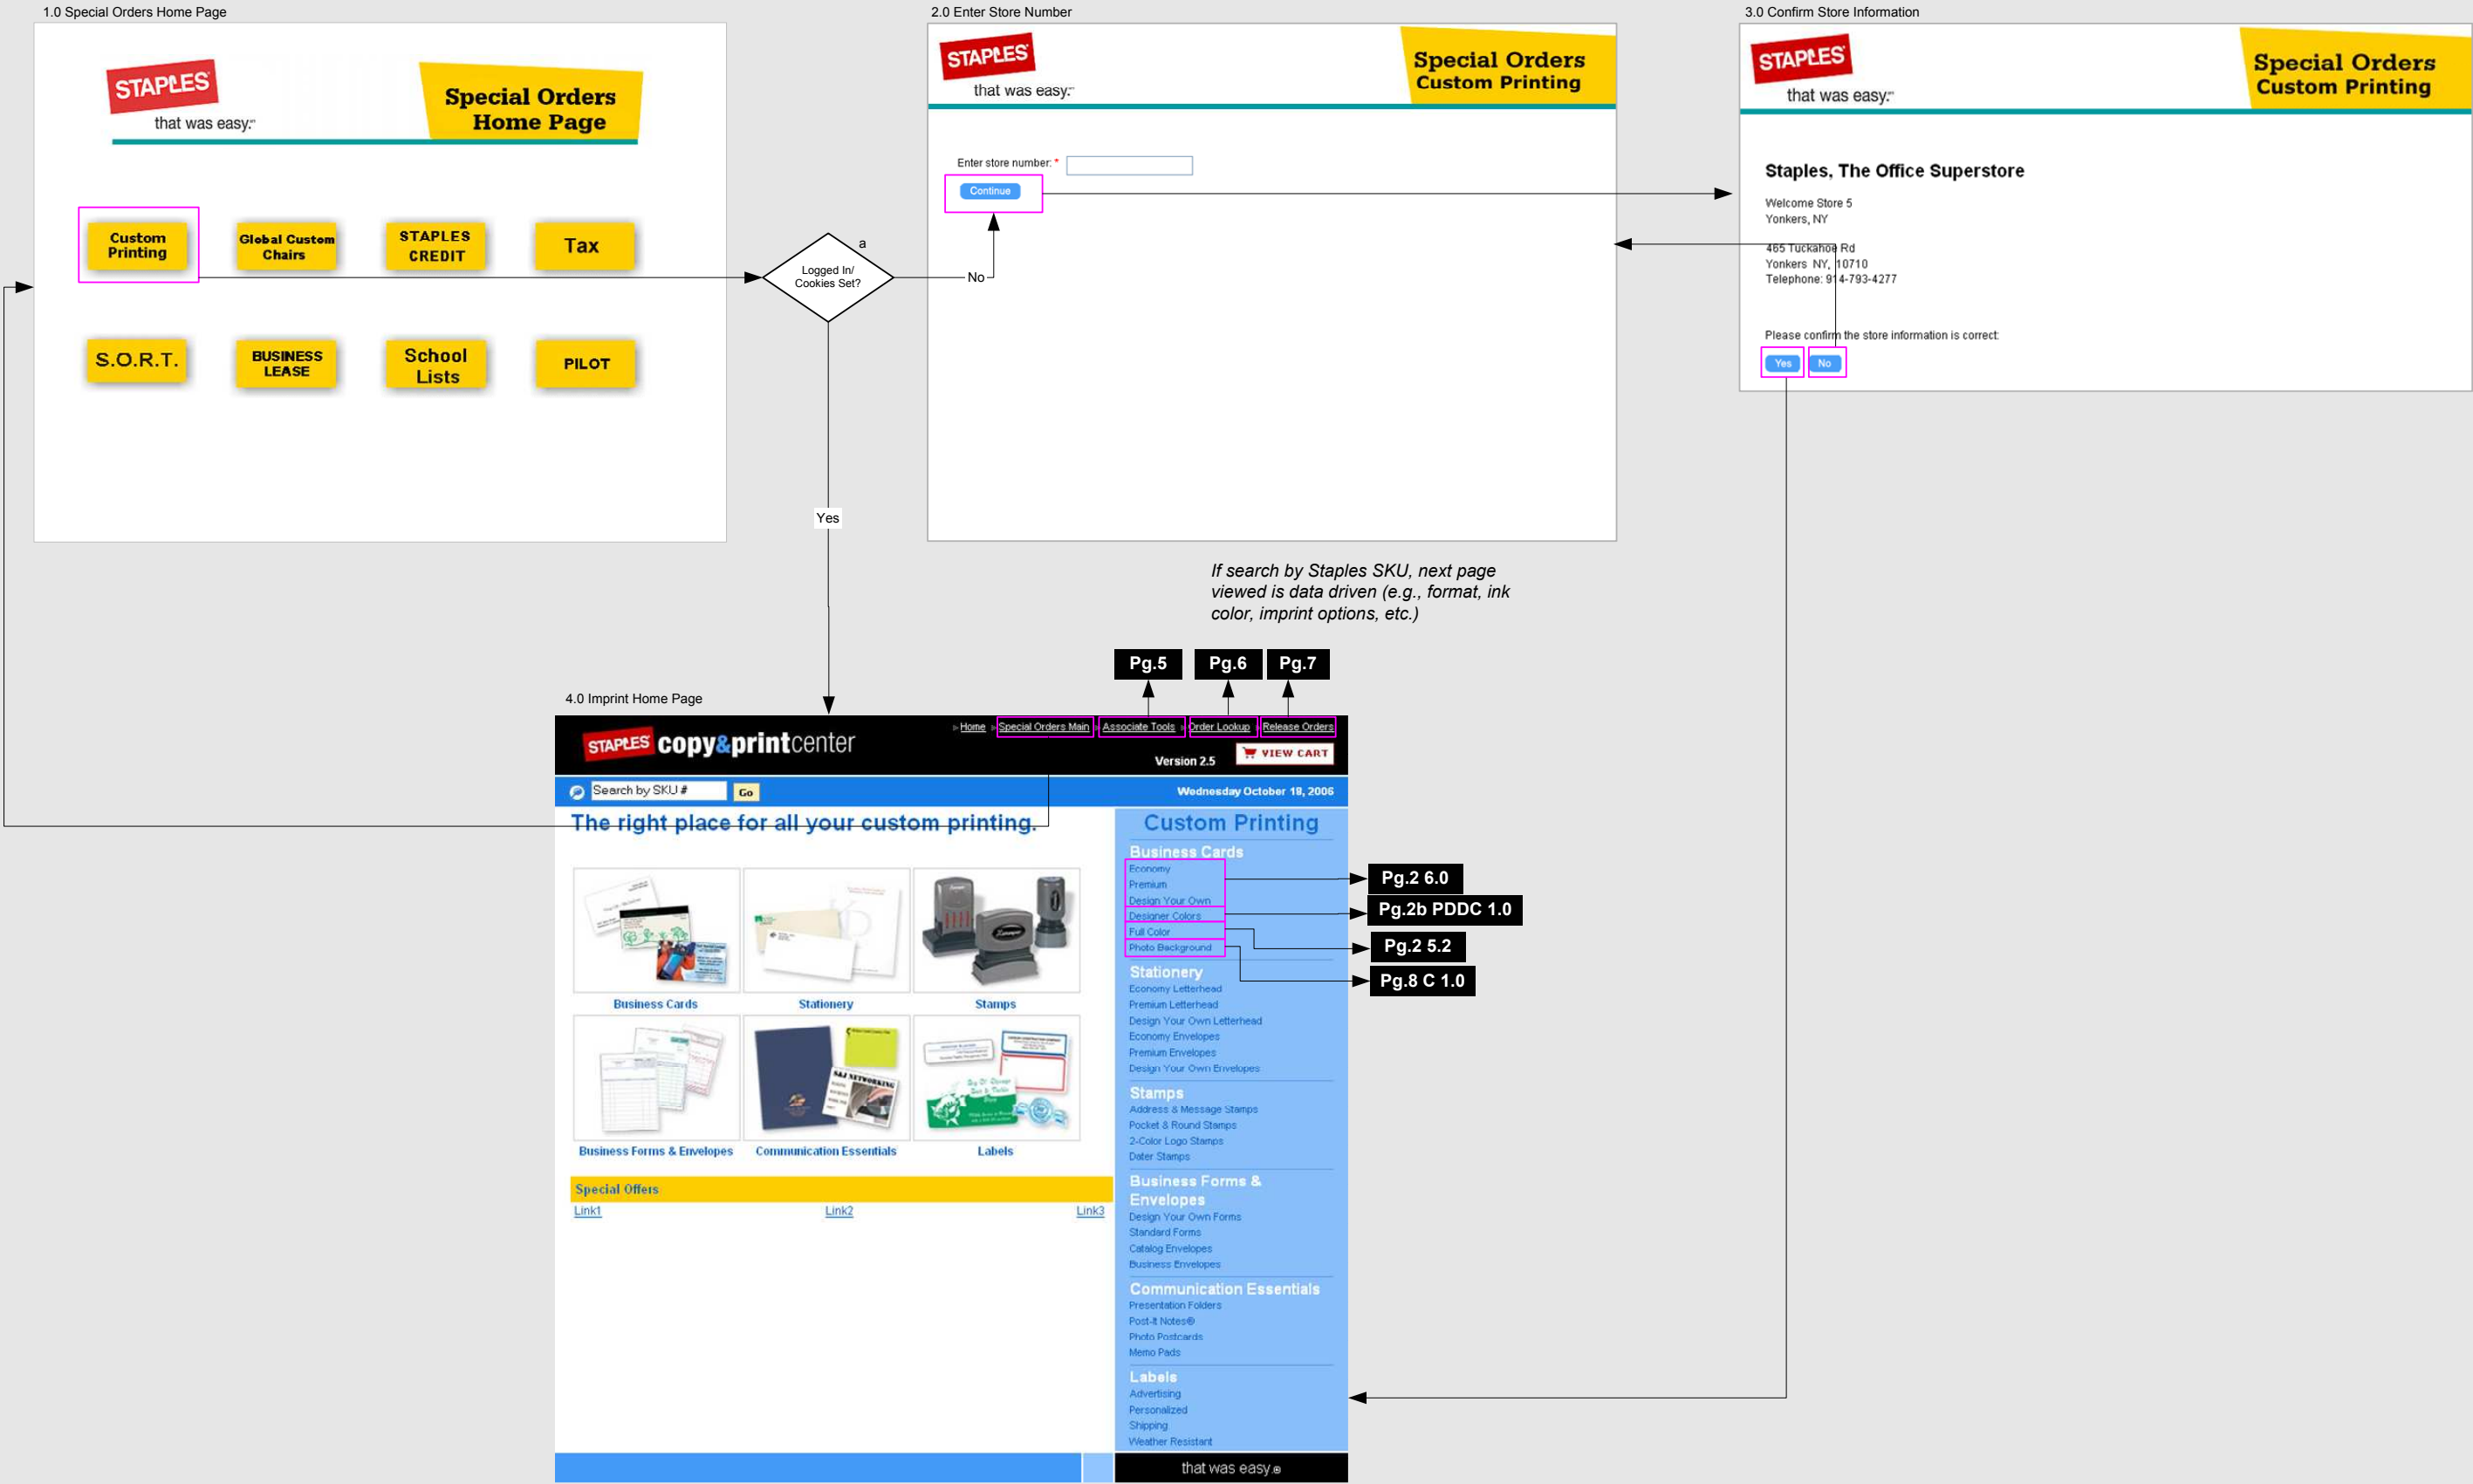 1.0 Special Orders Home Page
STAPLES
that was easy.℠
Special Orders
Home Page
Custom
Printing
Global Custom
Chairs
STAPLES
CREDIT
Tax
S.O.R.T.
BUSINESS
LEASE
School
Lists
PILOT
a
Logged In/
Cookies Set?
No
Yes
2.0 Enter Store Number
STAPLES
that was easy.℠
Special Orders
Custom Printing
Enter store number: *
Continue
3.0 Confirm Store Information
STAPLES
that was easy.℠
Special Orders
Custom Printing
Staples, The Office Superstore
Welcome Store 5
Yonkers, NY
465 Tuckahoe Rd
Yonkers NY, 10710
Telephone: 914-793-4277
Please confirm the store information is correct:
Yes No
If search by Staples SKU, next page
viewed is data driven (e.g., format, ink
color, imprint options, etc.)
Pg.5 Pg.6 Pg.7
4.0 Imprint Home Page
STAPLES copy&printcenter
Home Special Orders Main Associate Tools Order Lookup Release Orders
Version 2.5 VIEW CART
Search by SKU # Go
Wednesday October 18, 2006
The right place for all your custom printing.
Business Cards
Stationery
Stamps
S&J NETWORKING
Business Forms & Envelopes
Communication Essentials
Labels
Special Offers
Link1 Link2 Link3
Custom Printing
Business Cards
Economy
Premium
Design Your Own
Designer Colors
Full Color
Photo Background
Stationery
Economy Letterhead
Premium Letterhead
Design Your Own Letterhead
Economy Envelopes
Premium Envelopes
Design Your Own Envelopes
Stamps
Address & Message Stamps
Pocket & Round Stamps
2-Color Logo Stamps
Dater Stamps
Business Forms &
Envelopes
Design Your Own Forms
Standard Forms
Catalog Envelopes
Business Envelopes
Communication Essentials
Presentation Folders
Post-it Notes®
Photo Postcards
Memo Pads
Labels
Advertising
Personalized
Shipping
Weather Resistant
that was easy.®
Pg.2 6.0
Pg.2b PDDC 1.0
Pg.2 5.2
Pg.8 C 1.0